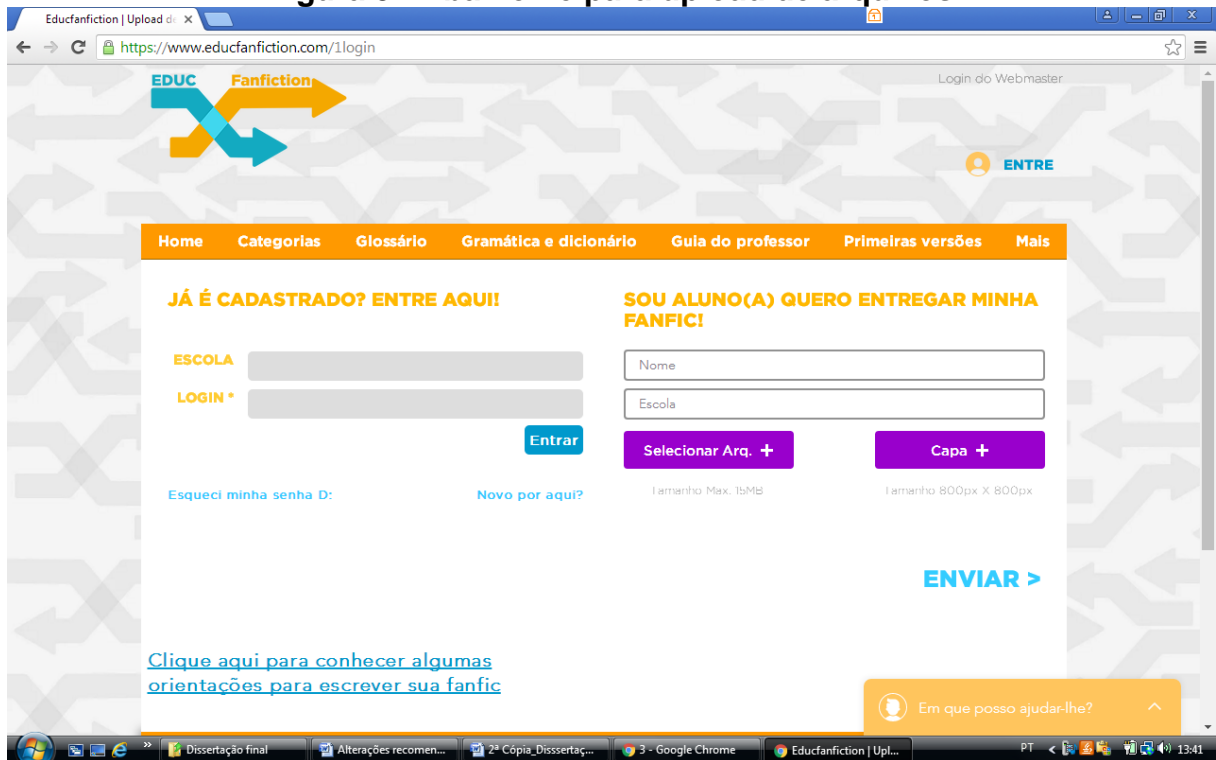 Educfanfiction | Upload de
https://www.educfanfiction.com/1login
EDUC Fanfiction
Login do Webmaster
ENTRE
Home Categorias Glossário Gramática e dicionário Guia do professor Primeiras versões Mais
JÁ É CADASTRADO? ENTRE AQUI!
ESCOLA
LOGIN *
Entrar
Esqueci minha senha D: Novo por aqui?
SOU ALUNO(A) QUERO ENTREGAR MINHA
FANFIC!
Nome
Escola
Selecionar Arq. + Capa +
Tamanho Max. 15MB Tamanho 800px X 800px
ENVIAR >
Clique aqui para conhecer algumas
orientações para escrever sua fanfic
Em que posso ajudar-lhe?
Dissertação final Alterações recomen... 2ª Cópia_Disssertaç... 3 - Google Chrome Educfanfiction | Upl... PT 13:41